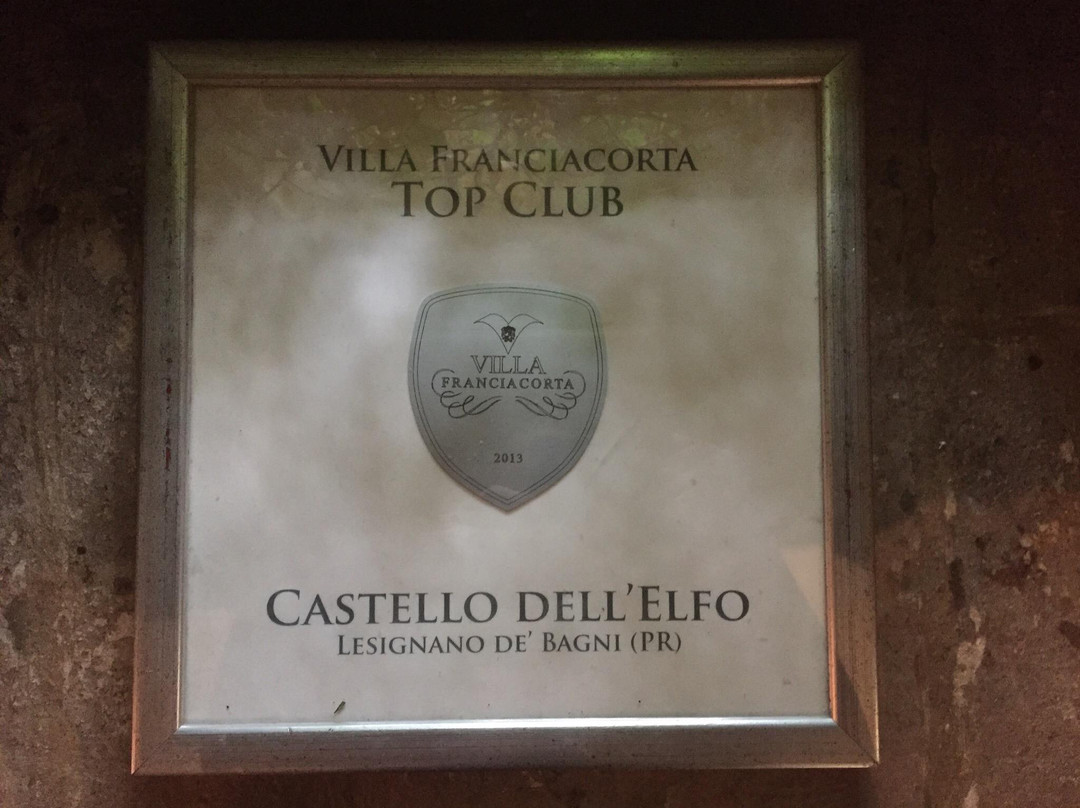 Villa Franciacorta
Top Club
VILLA
FRANCIACORTA
2013
Castello dell'Elfo
Lesignano de' Bagni (PR)